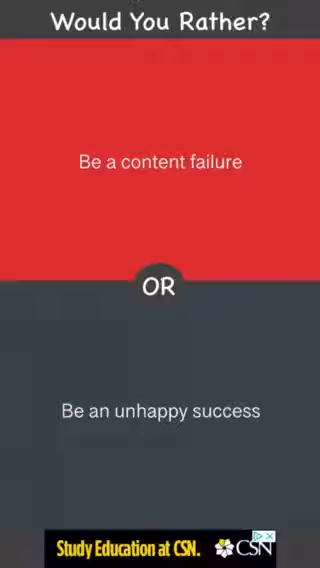 Would You Rather?
Be a content failure
OR
Be an unhappy success
Study Education at CSN. CSN